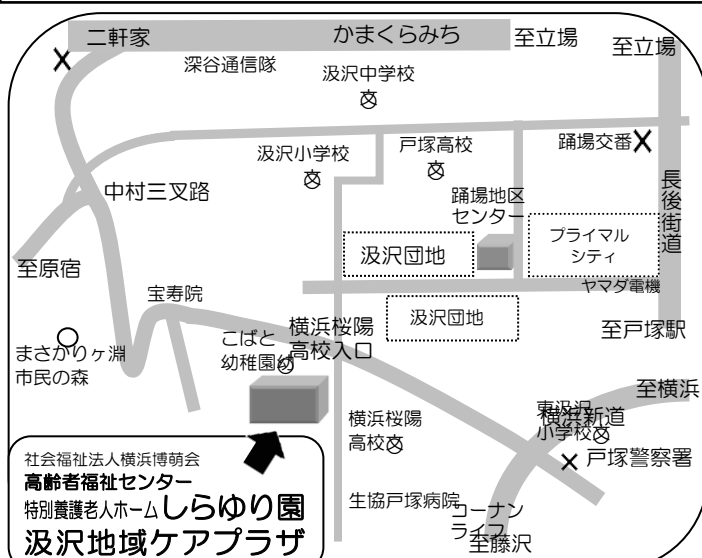 二軒家
かまくらみち
至立場
至立場
深谷通信隊
汲沢中学校
文
汲沢小学校
文
戸塚高校
文
踊場交番
中村三叉路
踊場地区
センター
長後街道
プライマル
シティ
汲沢団地
至原宿
ヤマダ電機
宝寿院
汲沢団地
横浜桜陽
高校入口
こばと
幼稚園
幼
至戸塚駅
まさかりヶ淵
市民の森
至横浜
横浜新道
東汲沢
小学校
文
横浜桜陽
高校
文
戸塚警察署
生協戸塚病院
コーナン
ライフ
至藤沢
社会福祉法人横浜博萌会
高齢者福祉センター
特別養護老人ホームしらゆり園
汲沢地域ケアプラザ